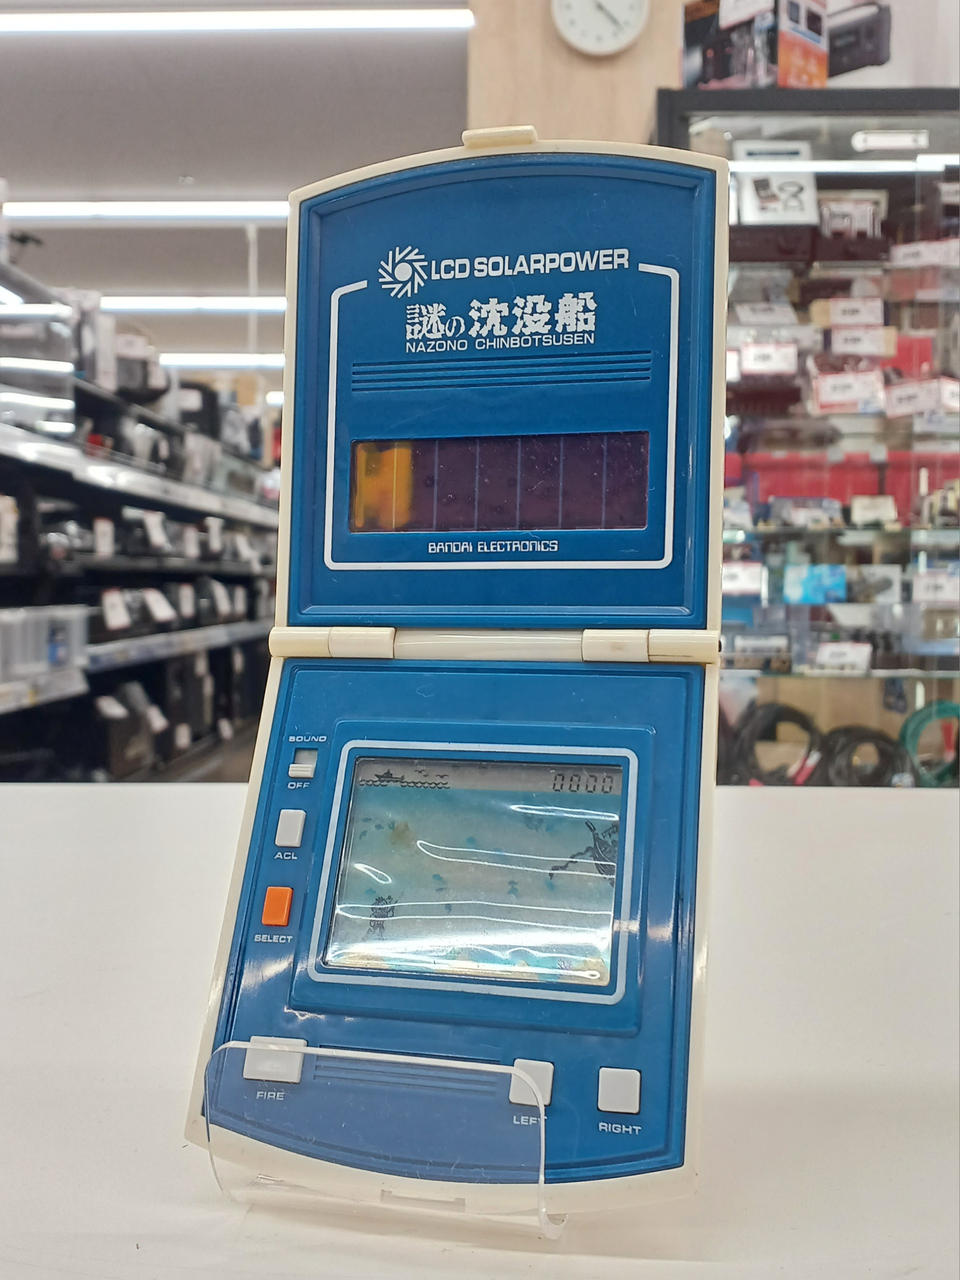 LCD SOLARPOWER
謎の沈没船
NAZONO CHINBOTSUSEN
BANDAI ELECTRONICS
SOUND
OFF
0000
ACL
SELECT
FIRE
LEFT
RIGHT